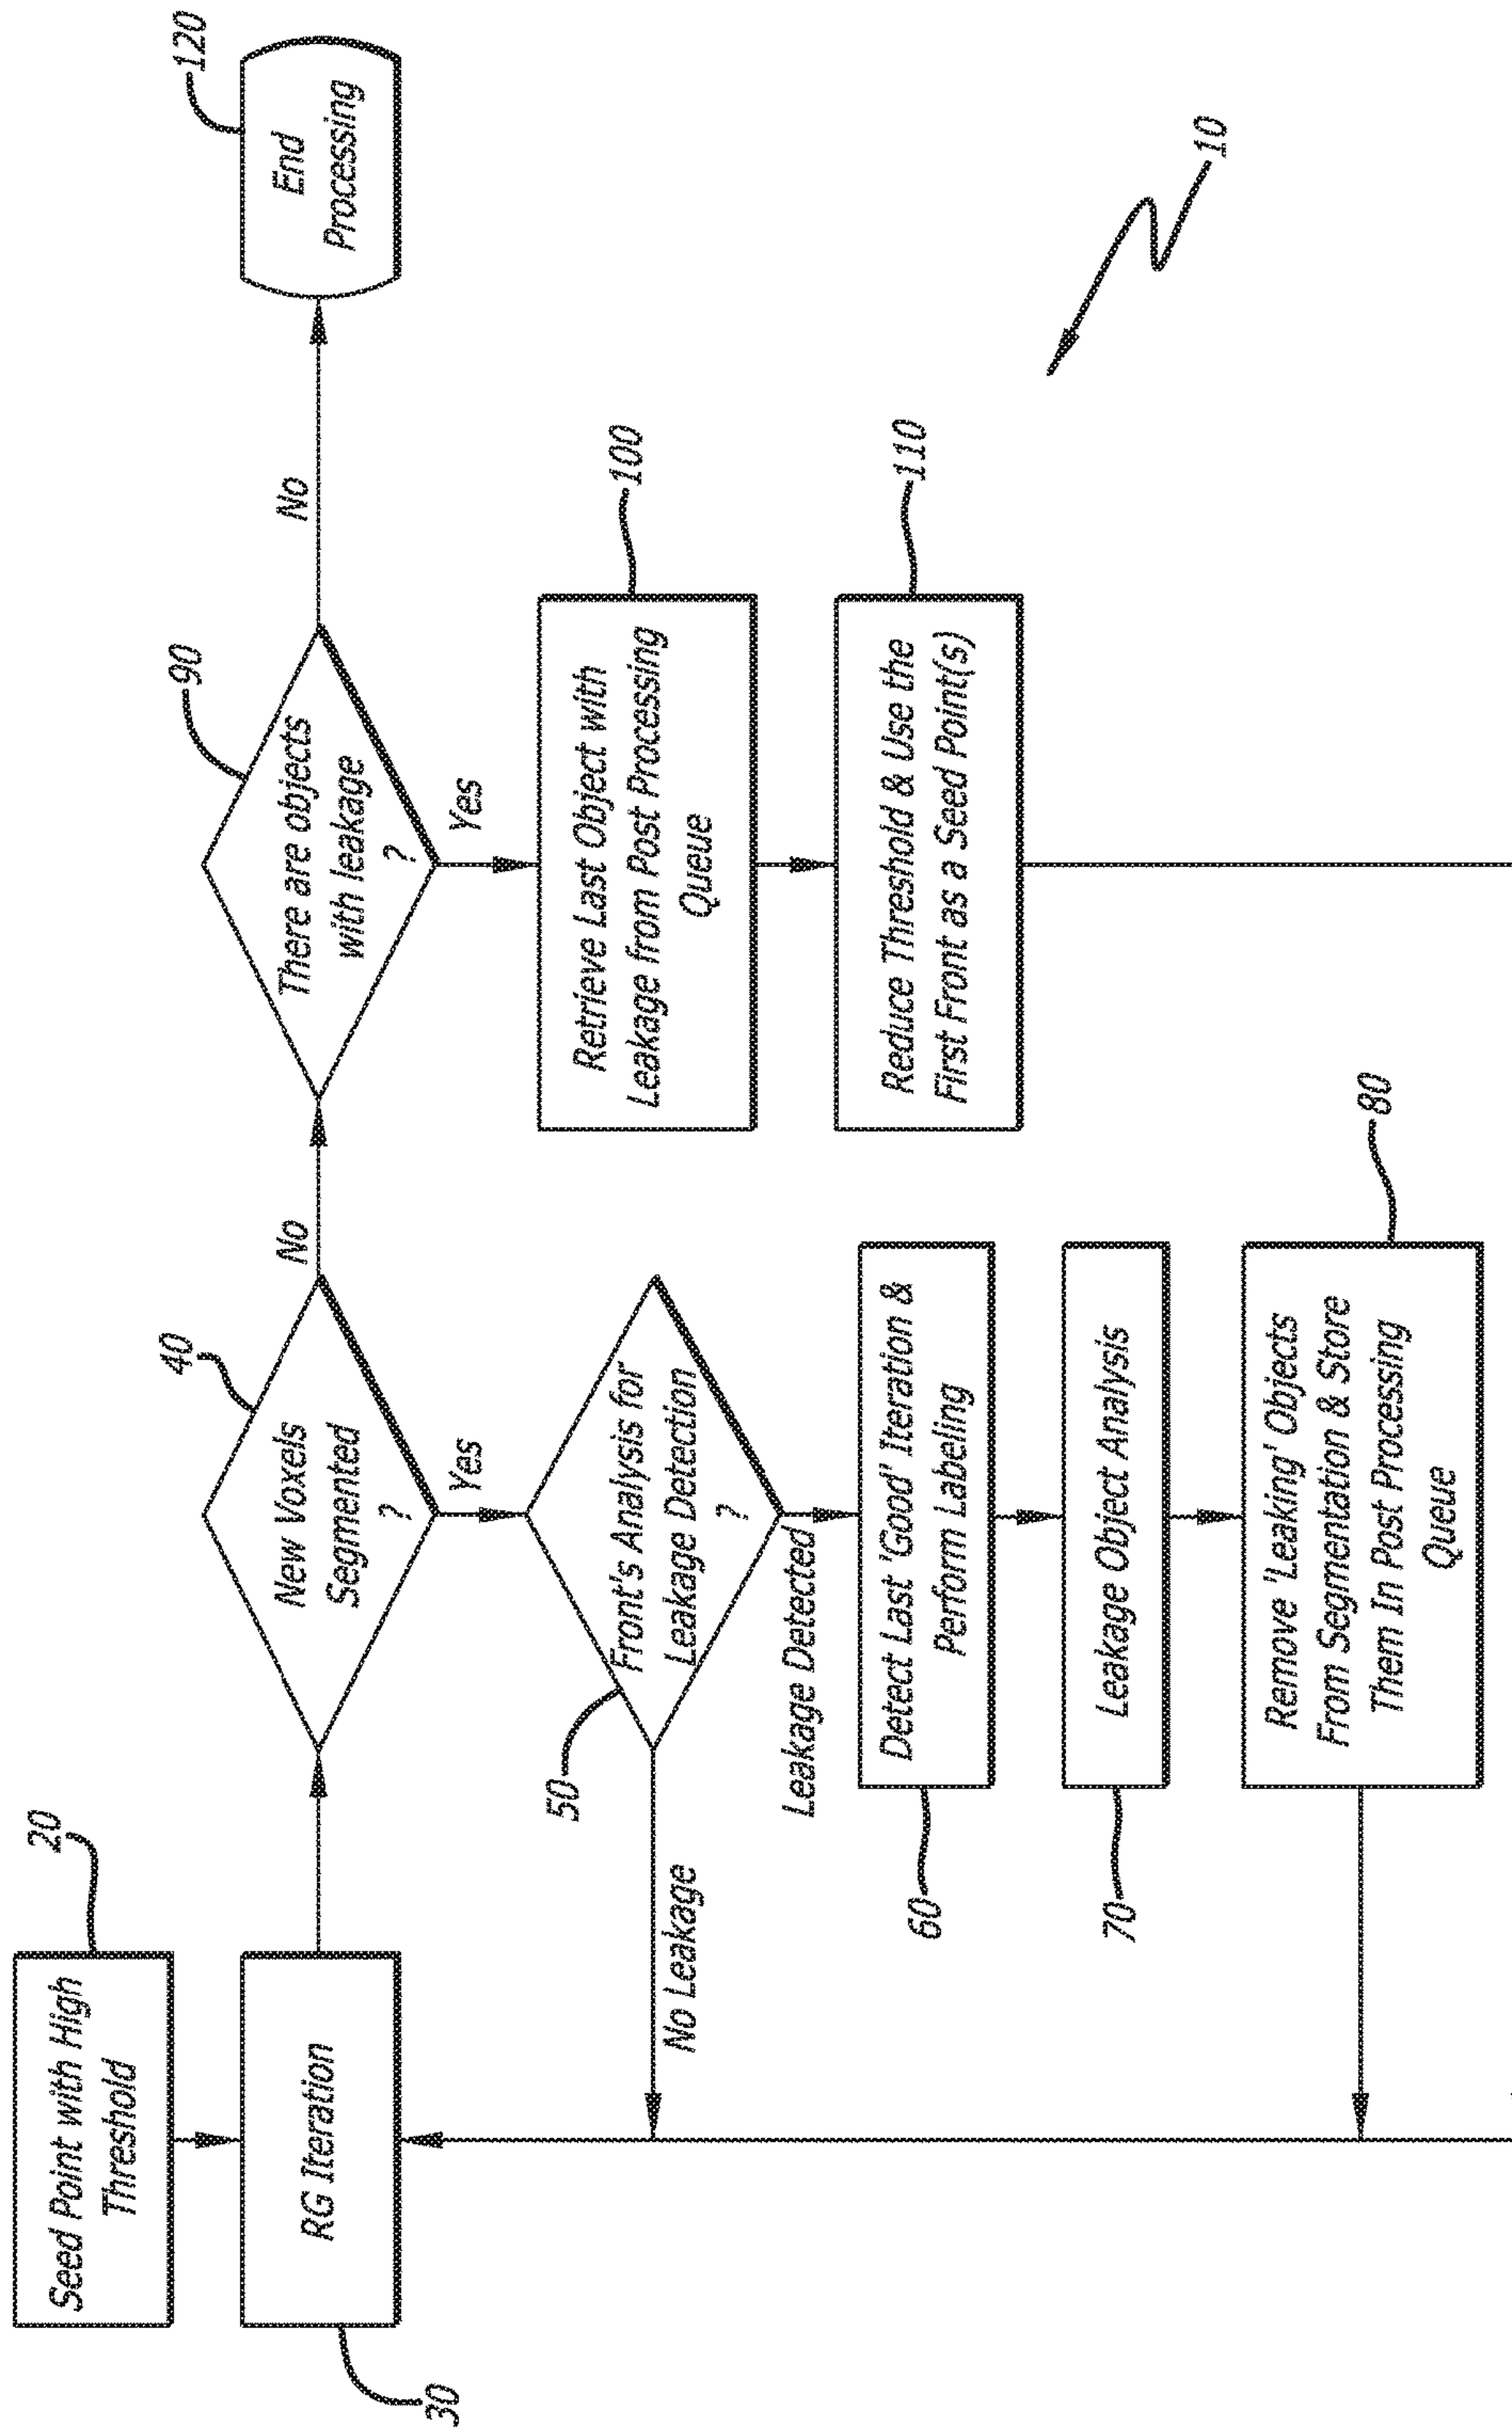 20
Seed Point with High
Threshold
RG Iteration
30
40
New Voxels
Segmented
?
No
Yes
50
Front's Analysis for
Leakage Detection
?
No Leakage
Leakage Detected
Detect Last 'Good' Iteration &
Perform Labeling
60
Leakage Object Analysis
70
Remove 'Leaking' Objects
From Segmentation & Store
Them In Post Processing
Queue
80
90
There are objects
with leakage
?
No
Yes
Retrieve Last Object with
Leakage from Post Processing
Queue
100
Reduce Threshold & Use the
First Front as a Seed Point(s)
110
End
Processing
120
10